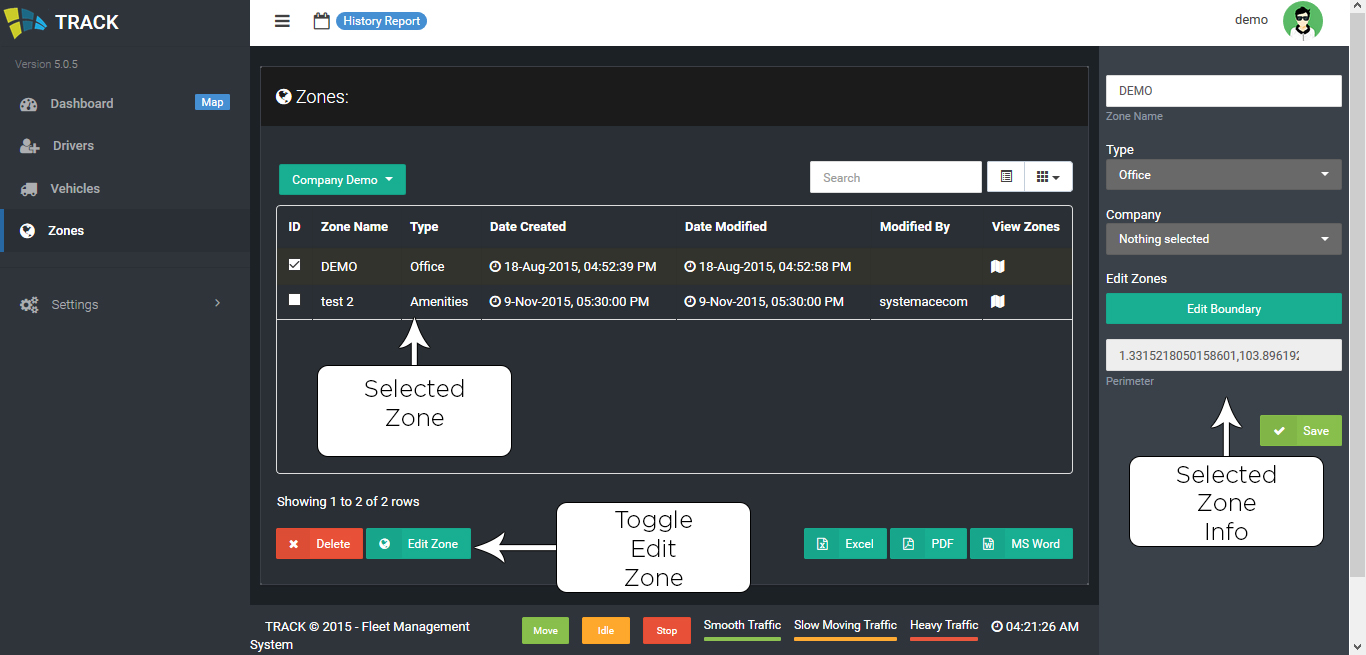 TRACK
Version 5.0.5
Dashboard Map
Drivers
Vehicles
Zones
Settings
History Report
demo
Zones:
Company Demo
Search
ID Zone Name Type Date Created Date Modified Modified By View Zones
DEMO Office 18-Aug-2015, 04:52:39 PM 18-Aug-2015, 04:52:58 PM
test 2 Amenities 9-Nov-2015, 05:30:00 PM 9-Nov-2015, 05:30:00 PM systemacecom
Selected
Zone
Showing 1 to 2 of 2 rows
Delete Edit Zone
Toggle
Edit
Zone
Excel PDF MS Word
DEMO
Zone Name
Type
Office
Company
Nothing selected
Edit Zones
Edit Boundary
1.3315218050158601,103.896192
Perimeter
Save
Selected
Zone
Info
TRACK © 2015 - Fleet Management
System
Move Idle Stop Smooth Traffic Slow Moving Traffic Heavy Traffic 04:21:26 AM